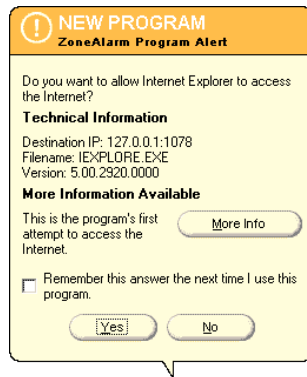 NEW PROGRAM
ZoneAlarm Program Alert
Do you want to allow Internet Explorer to access
the Internet?
Technical Information
Destination IP: 127.0.0.1:1078
Filename: IEXPLORE.EXE
Version: 5.00.2920.0000
More Information Available
This is the program's first
attempt to access the
Internet.
More Info
Remember this answer the next time I use this
program.
Yes
No